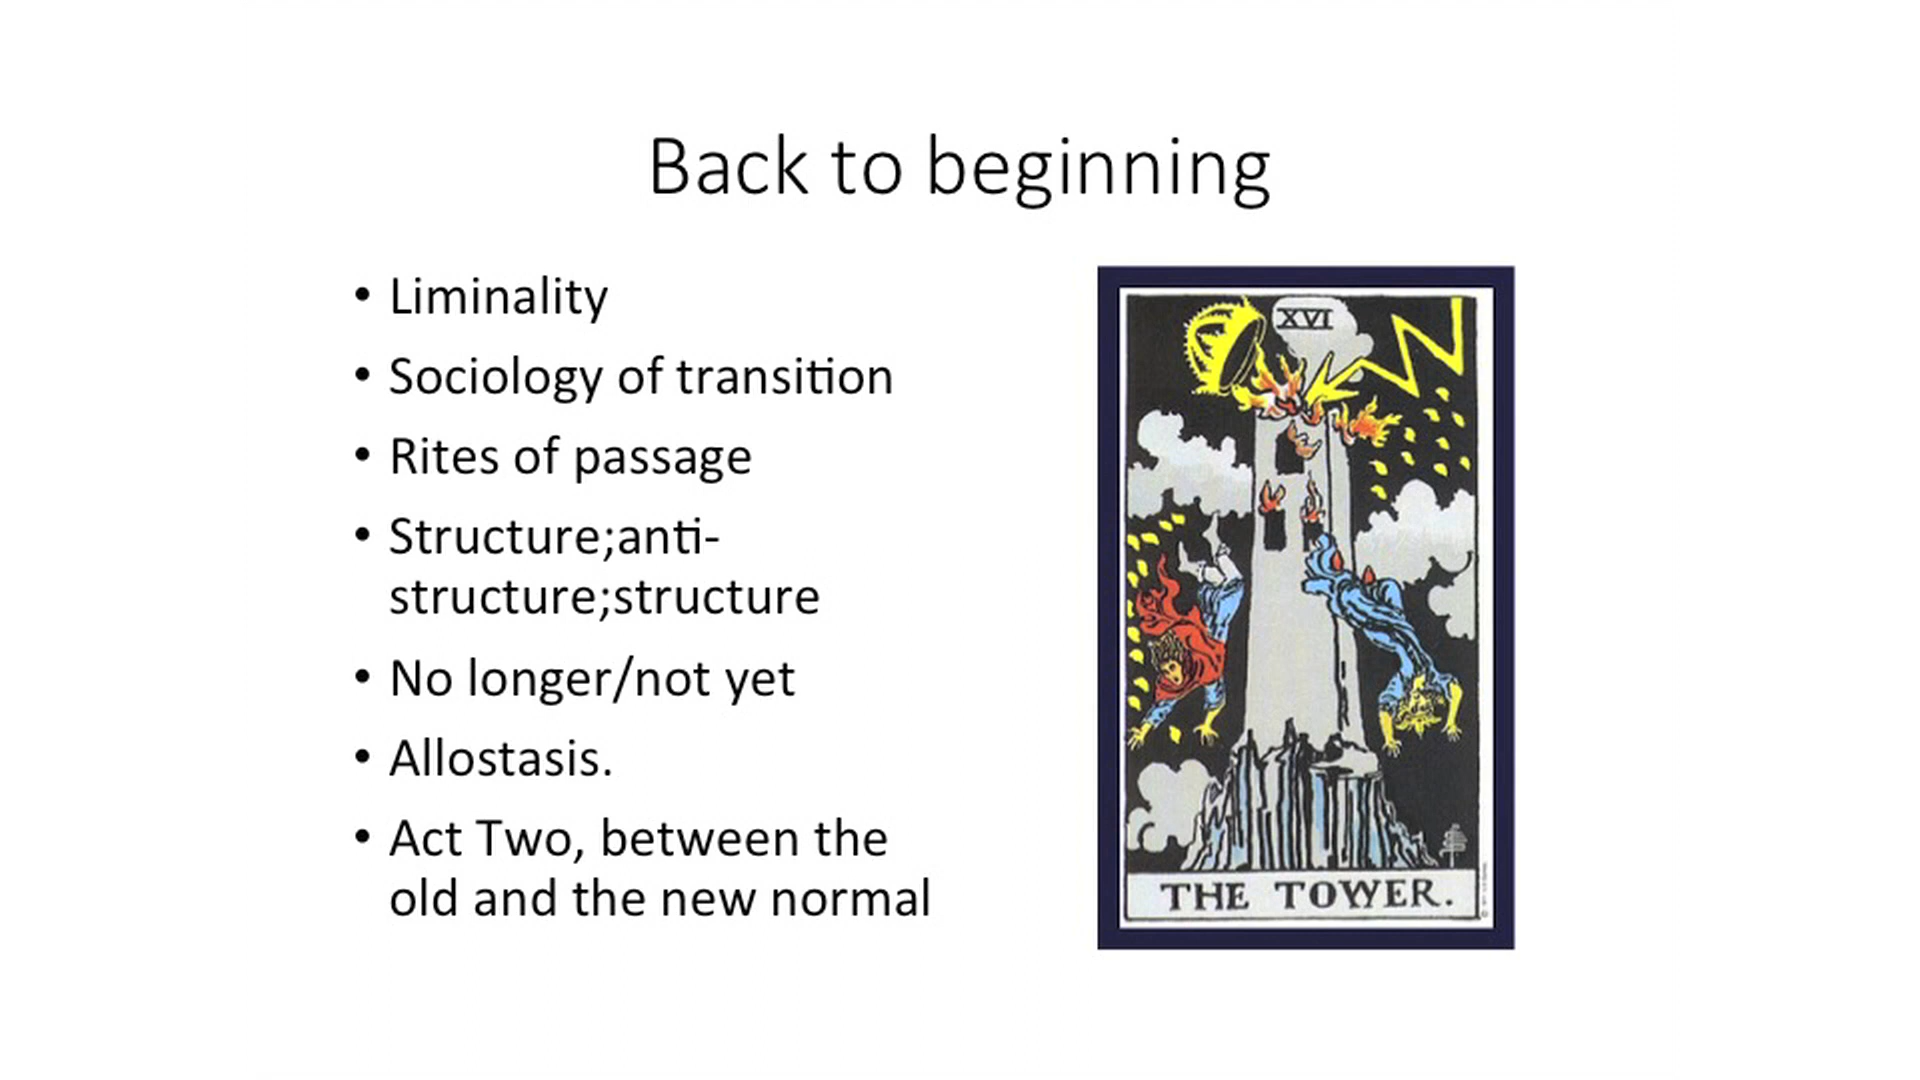 Back to beginning
• Liminality
• Sociology of transition
• Rites of passage
• Structure;anti-
structure;structure
• No longer/not yet
• Allostasis.
• Act Two, between the
old and the new normal
XVI
THE TOWER.